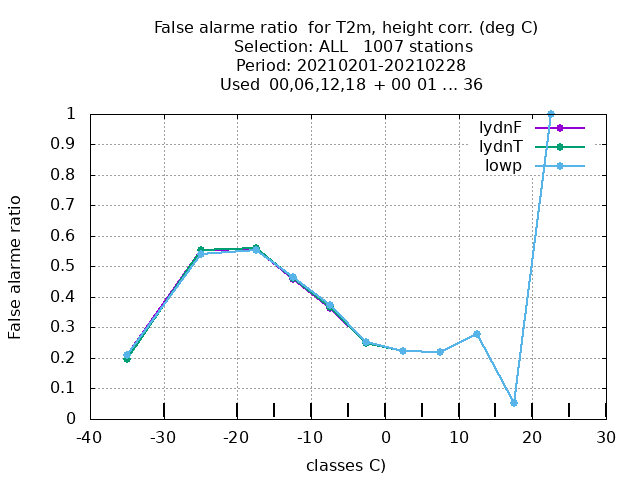 False alarme ratio  for T2m, height corr. (deg C)
Selection: ALL   1007 stations
Period: 20210201-20210228
Used  00,06,12,18  + 00 01 ... 36
lydnF
lydnT
lowp
False alarme ratio
1
0.9
0.8
0.7
0.6
0.5
0.4
0.3
0.2
0.1
0
-40 -30 -20 -10 0 10 20 30
classes C)